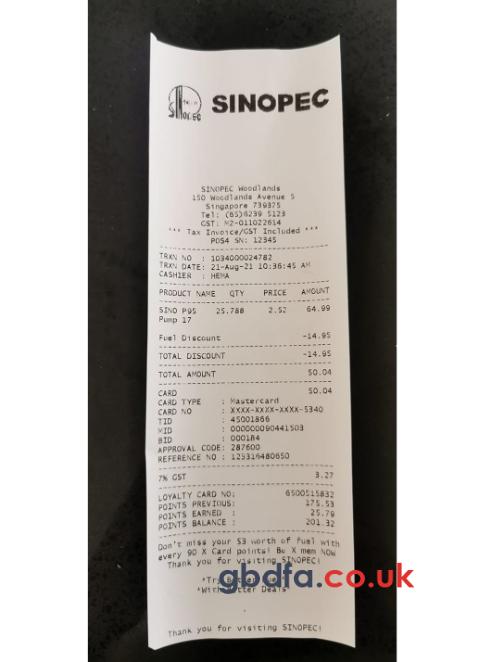 SINOPEC
SINOPEC Woodlands
150 Woodlands Avenue 5
Singapore 739375
Tel: (65)6239 5123
GST: M2-011022614
*** Tax Invoice/GST Included ***
POS4 SN: 12345
TRXN NO : 1034000024782
TRXN DATE: 21-Aug-21 10:36:45 AM
CASHIER : HEMA
PRODUCT NAME QTY PRICE AMOUNT
SINO P95 25.788 2.52 64.99
Pump 17
Fuel Discount -14.95
TOTAL DISCOUNT -14.95
TOTAL AMOUNT 50.04
CARD 50.04
CARD TYPE : Mastercard
CARD NO : XXXX-XXXX-XXXX-5340
TID : 45001866
MID : 000000090441503
BID : 000184
APPROVAL CODE: 287600
REFERENCE NO : 125316480650
7% GST 3.27
LOYALTY CARD NO: 6500515832
POINTS PREVIOUS: 175.53
POINTS EARNED : 25.79
POINTS BALANCE : 201.32
Don't miss your $3 worth of fuel with
every 90 X Card points! Be X mem NOW
Thank you for visiting SINOPEC!
gbdfa.co.uk
Deals*
Thank you for visiting SINOPEC!